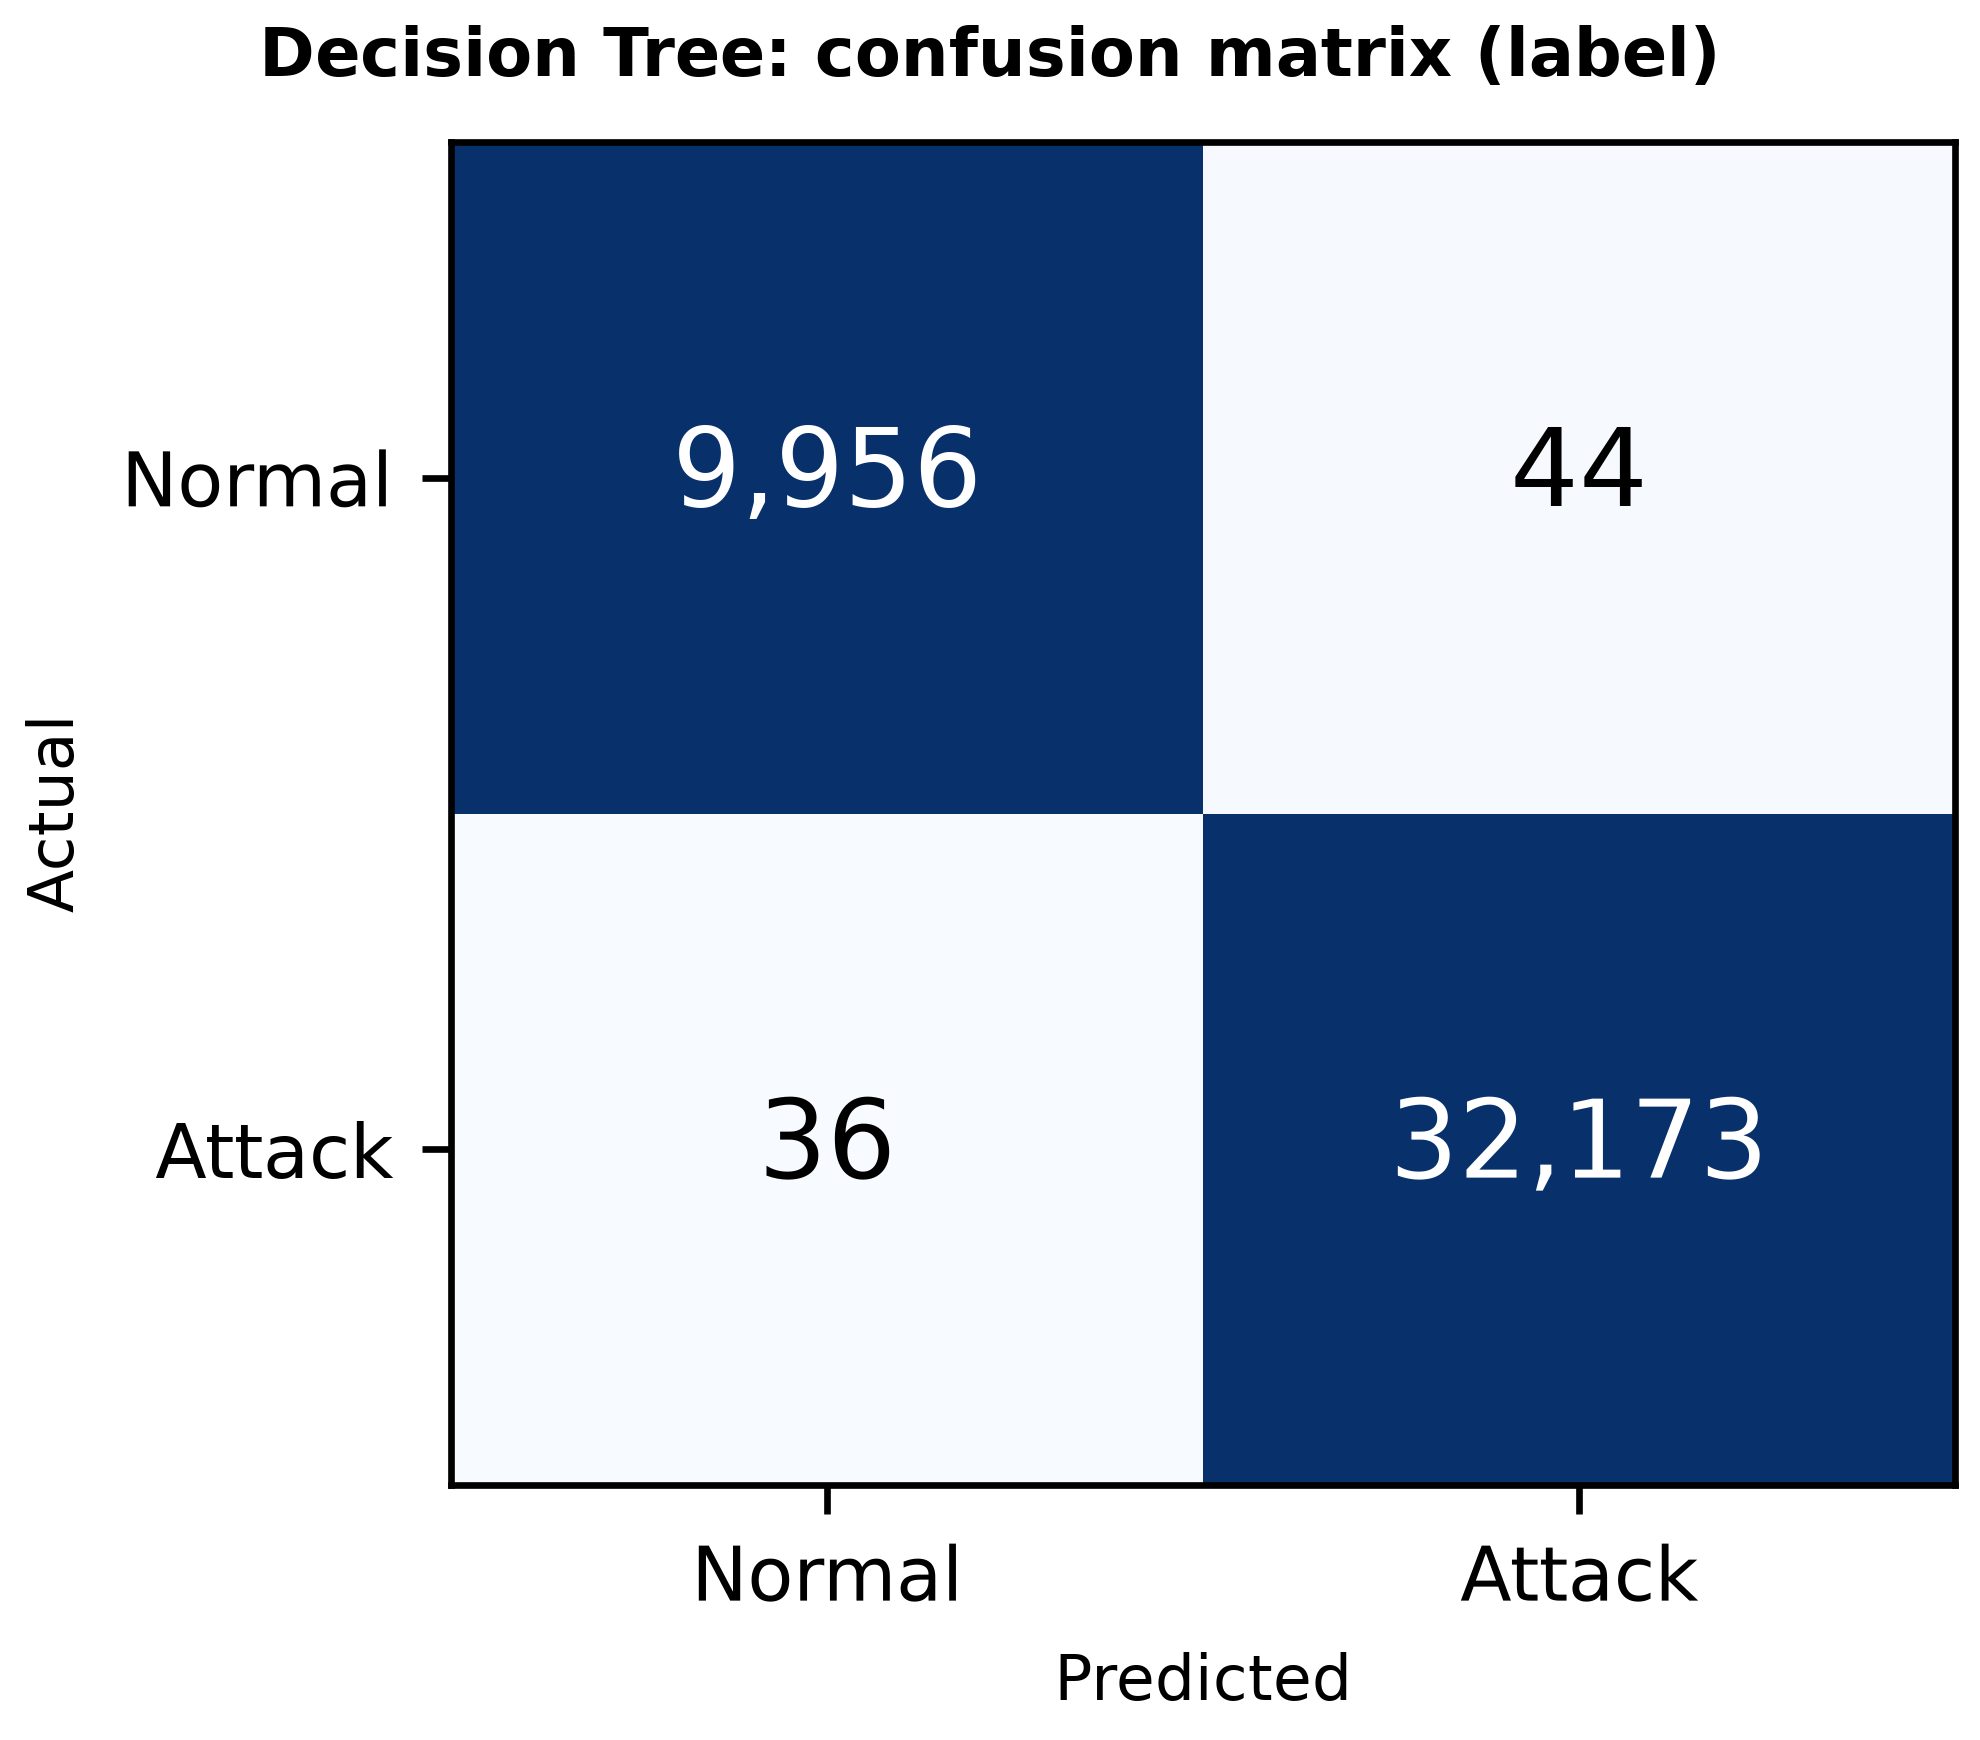 Decision Tree: confusion matrix (label)
Actual
Normal
9,956
44
Attack
36
32,173
Normal
Attack
Predicted